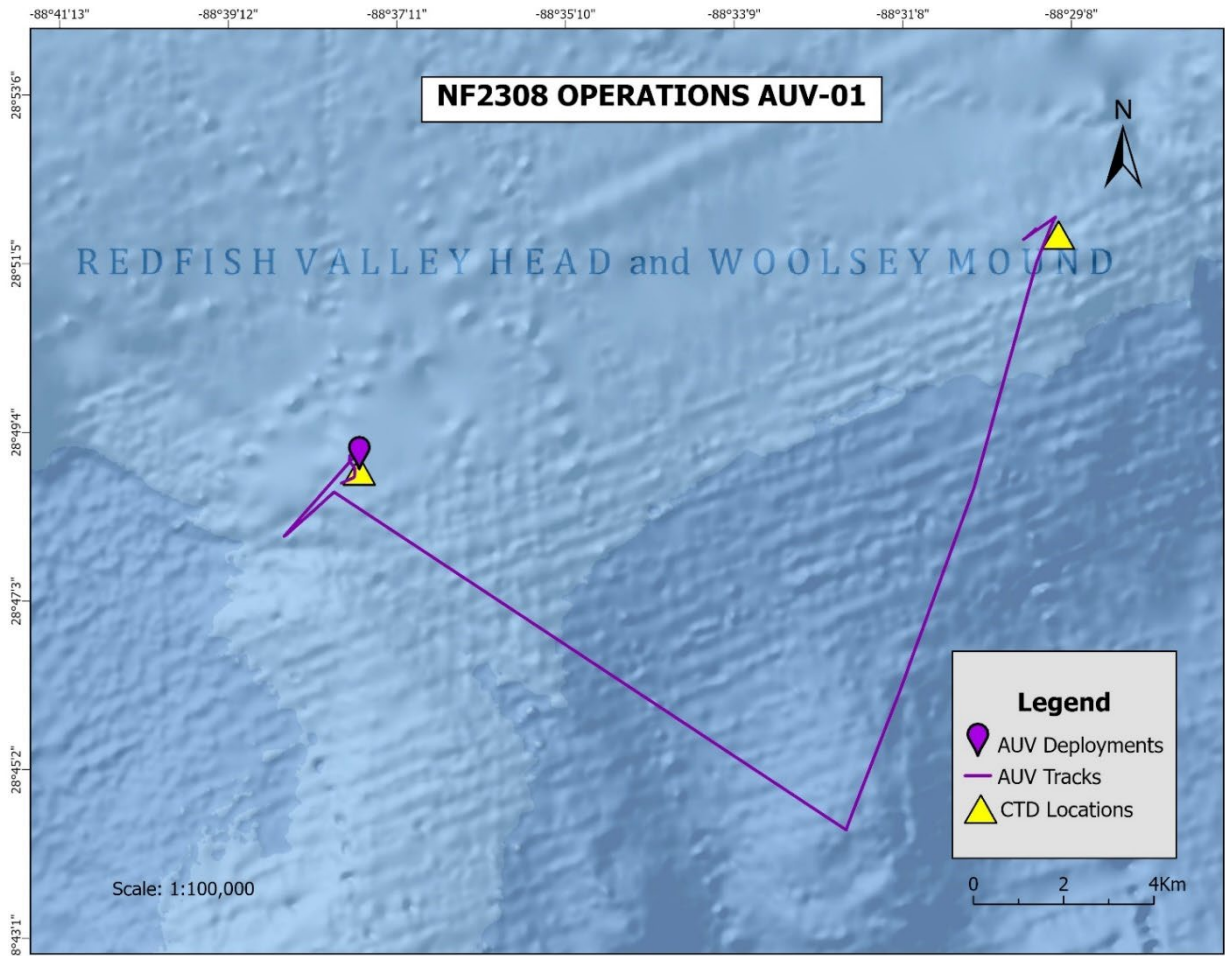 -88°41'13"
-88°39'12"
-88°37'11"
-88°35'10"
-88°33'9"
-88°31'8"
-88°29'8"
28°53'6"
28°51'5"
28°49'4"
28°47'3"
28°45'2"
8°43'1"
NF2308 OPERATIONS AUV-01
N
REDFISH VALLEY HEAD and WOOLSEY MOUND
Legend
AUV Deployments
AUV Tracks
CTD Locations
Scale: 1:100,000
0 2 4Km